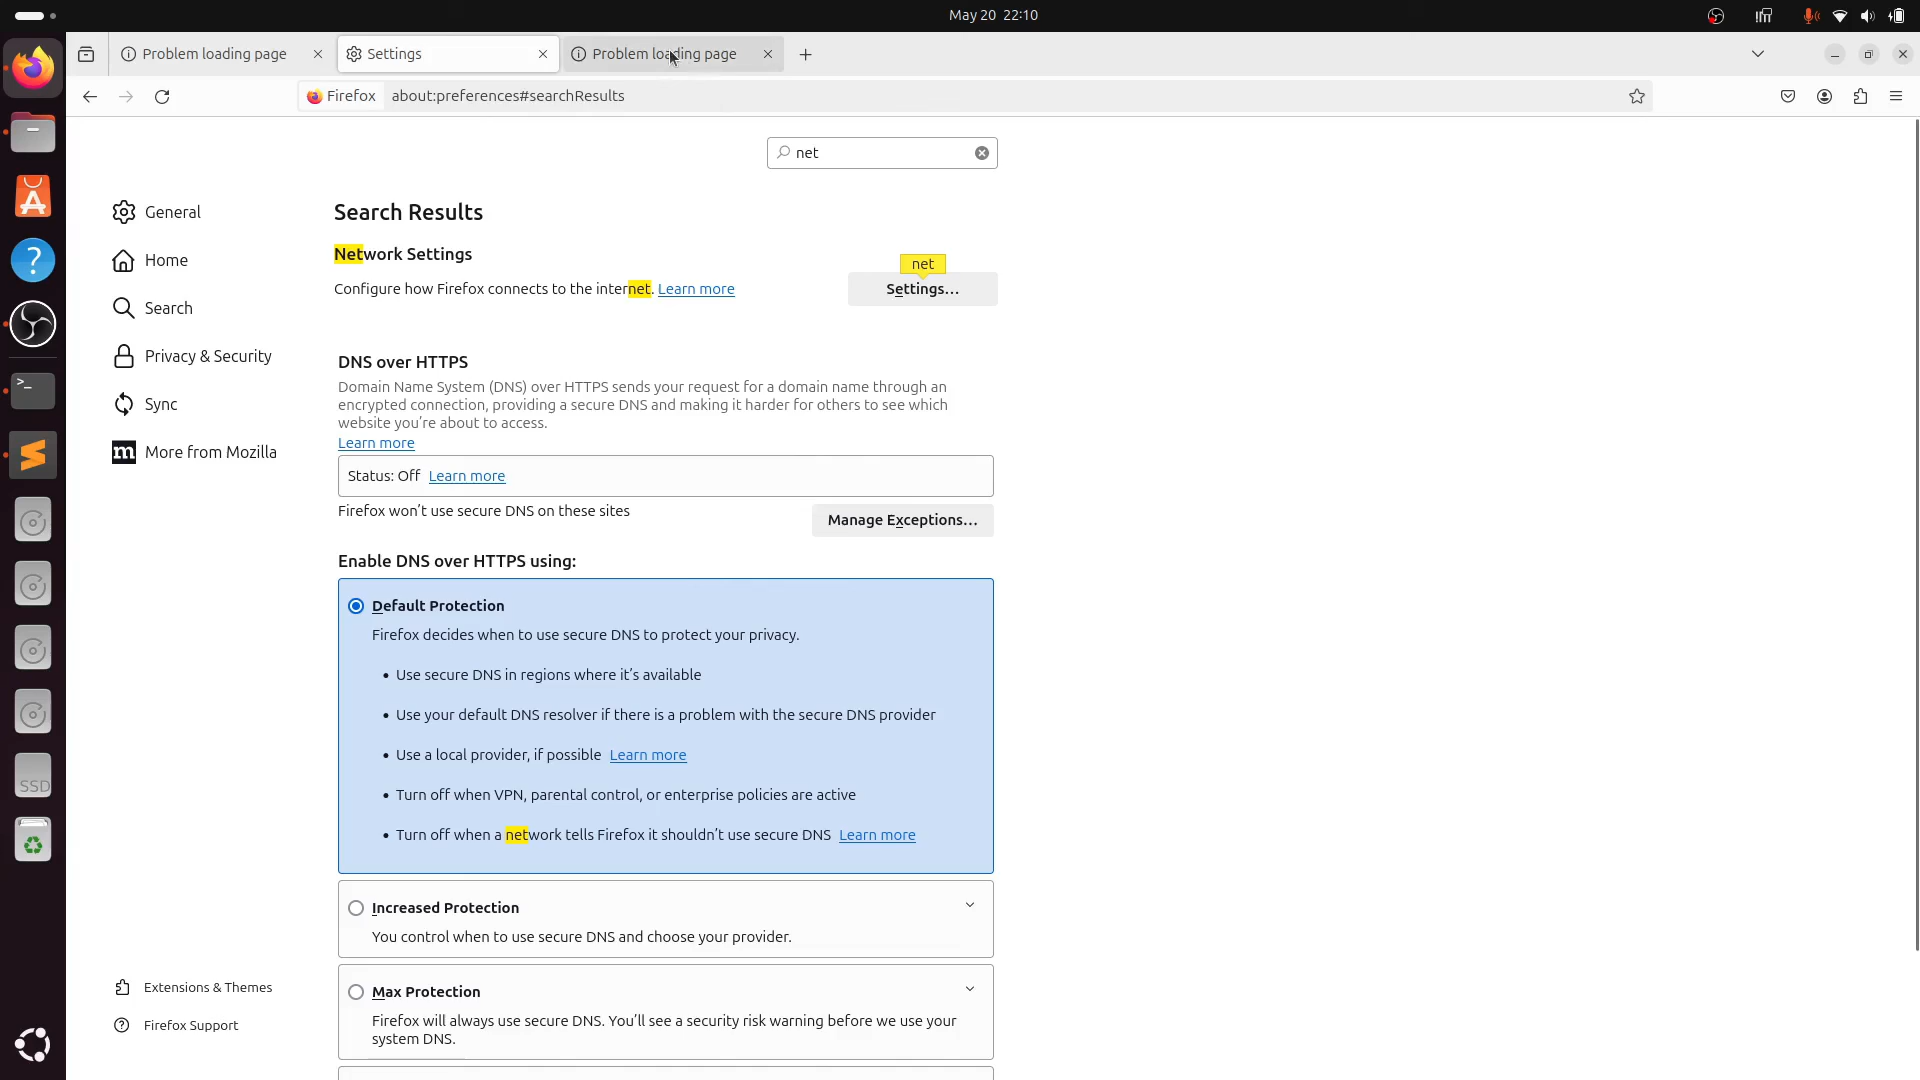 May 20 22:10
Problem loading page
Settings
Problem loading page
Firefox
about:preferences#searchResults
net
General
Home
Search
Privacy & Security
Sync
More from Mozilla
Extensions & Themes
Firefox Support
Search Results
Network Settings
net
Configure how Firefox connects to the internet. Learn more
Settings…
DNS over HTTPS
Domain Name System (DNS) over HTTPS sends your request for a domain name through an
encrypted connection, providing a secure DNS and making it harder for others to see which
website you’re about to access.
Learn more
Status: Off Learn more
Firefox won’t use secure DNS on these sites
Manage Exceptions…
Enable DNS over HTTPS using:
Default Protection
Firefox decides when to use secure DNS to protect your privacy.
• Use secure DNS in regions where it’s available
• Use your default DNS resolver if there is a problem with the secure DNS provider
• Use a local provider, if possible Learn more
• Turn off when VPN, parental control, or enterprise policies are active
• Turn off when a network tells Firefox it shouldn’t use secure DNS Learn more
Increased Protection
You control when to use secure DNS and choose your provider.
Max Protection
Firefox will always use secure DNS. You’ll see a security risk warning before we use your
system DNS.
SSD